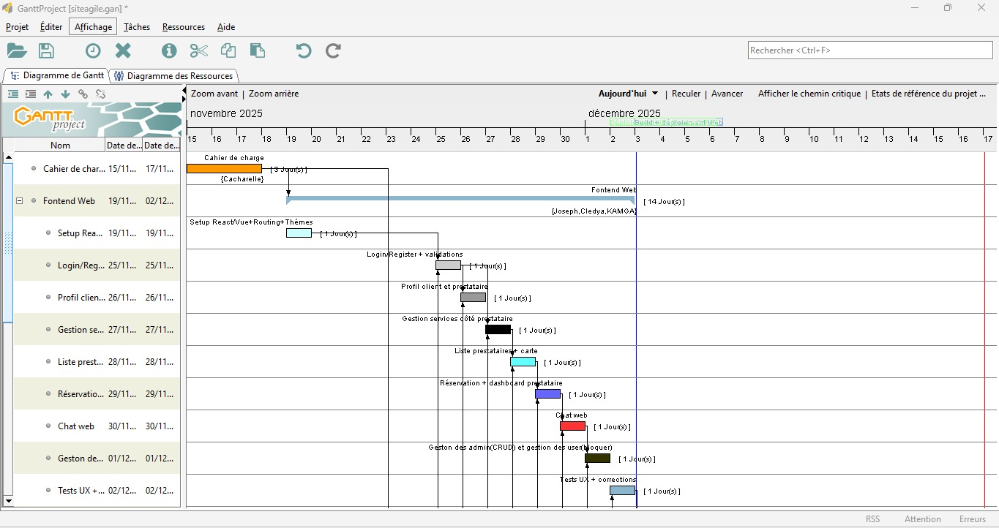 GanttProject [siteagile.gan] *
Projet Éditer Affichage Tâches Ressources Aide
Rechercher <Ctrl+F>
Diagramme de Gantt Diagramme des Ressources
Zoom avant | Zoom arrière Aujourd'hui | Reculer | Avancer Afficher le chemin critique | Etats de référence du projet ...
GANTT
project
novembre 2025 décembre 2025
15 16 17 18 19 20 21 22 23 24 25 26 27 28 29 30 1 2 3 4 5 6 7 8 9 10 11 12 13 14 15 16 17
Nom Date de... Date de...
Cahier de charge
Cahier de char... 15/11... 17/11... [ 3 Jour(s) ]
{Cacharelle}
Fontend Web
Fontend Web 19/11... 02/12... [ 14 Jour(s) ]
{Joseph,Cledya,KAMGA}
Setup React/Vue+Routing+Thémes
Setup Rea... 19/11... 19/11... [ 1 Jour(s) ]
Login/Register + validations
Login/Reg... 25/11... 25/11... [ 1 Jour(s) ]
Profil client et prestataire
Profil clien... 26/11... 26/11... [ 1 Jour(s) ]
Gestion services côté prestataire
Gestion se... 27/11... 27/11... [ 1 Jour(s) ]
Liste prestataires + carte
Liste prest... 28/11... 28/11... [ 1 Jour(s) ]
Réservation + dashboard prestataire
Réservatio... 29/11... 29/11... [ 1 Jour(s) ]
Chat web
Chat web 30/11... 30/11... [ 1 Jour(s) ]
Geston des admin(CRUD) et gestion des user(bloquer)
Geston de... 01/12... 01/12... [ 1 Jour(s) ]
Tests UX + corrections
Tests UX +... 02/12... 02/12... [ 1 Jour(s) ]
RSS Attention Erreurs